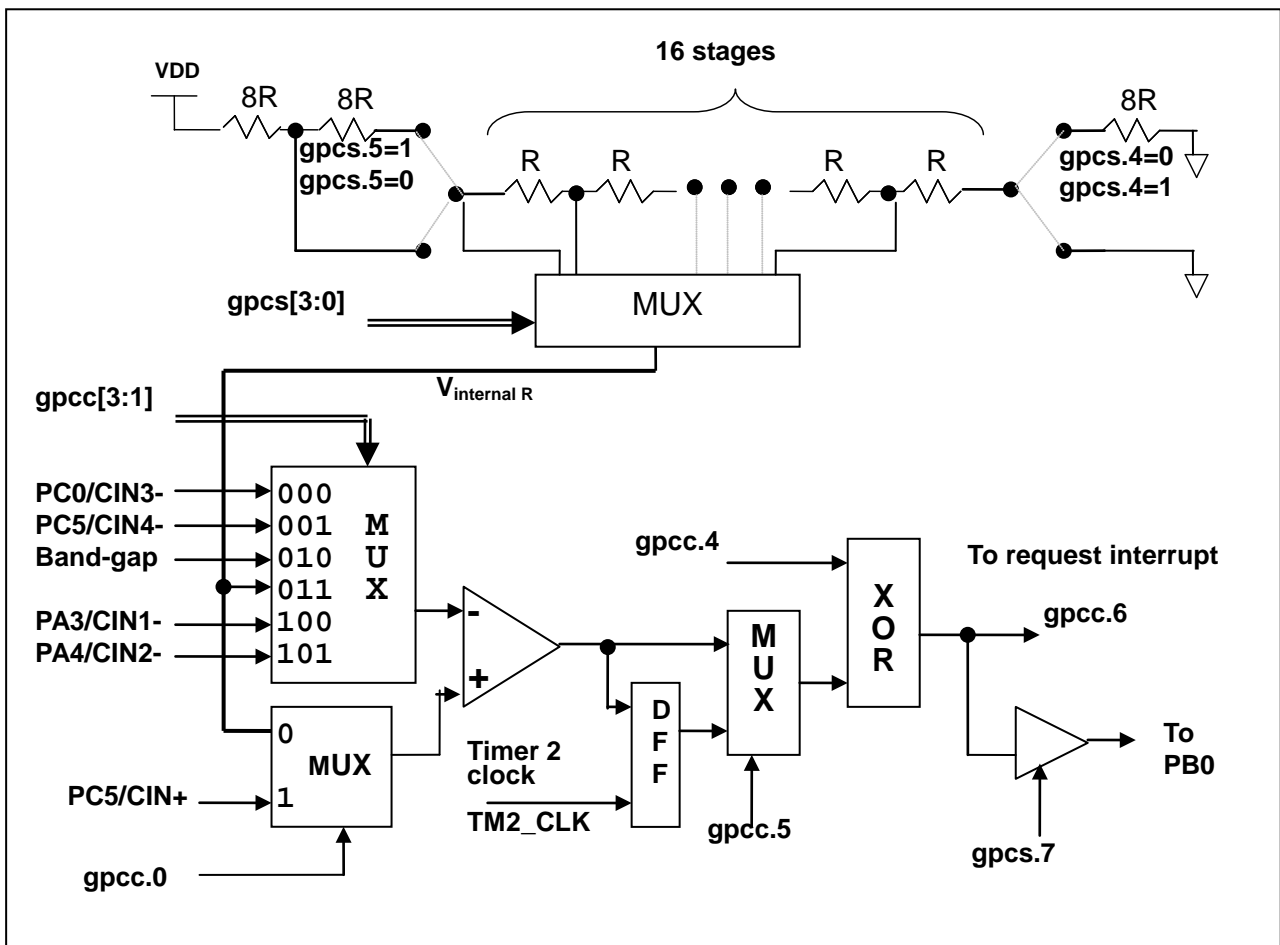 16 stages
VDD
8R
8R
8R
gpcs.5=1
gpcs.5=0
R
R
R
R
gpcs.4=0
gpcs.4=1
gpcs[3:0]
MUX
Vinternal R
gpcc[3:1]
PC0/CIN3-
PC5/CIN4-
Band-gap
PA3/CIN1-
PA4/CIN2-
000
001
010
011
100
101
M
U
X
-
+
0
1
MUX
PC5/CIN+
gpcc.0
Timer 2
clock
TM2_CLK
D
F
F
M
U
X
gpcc.5
gpcc.4
X
O
R
To request interrupt
gpcc.6
To
PB0
gpcs.7